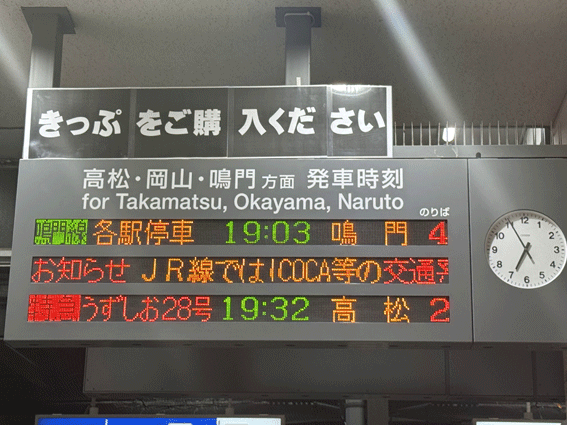 きっぷをご購入ください
高松・岡山・鳴門方面 発車時刻
for Takamatsu, Okayama, Naruto
のりば
鳴門線 各駅停車 19:03 鳴門 4
お知らせ JR線ではICOCA等の交通系
特急 うずしお28号 19:32 高松 2
12